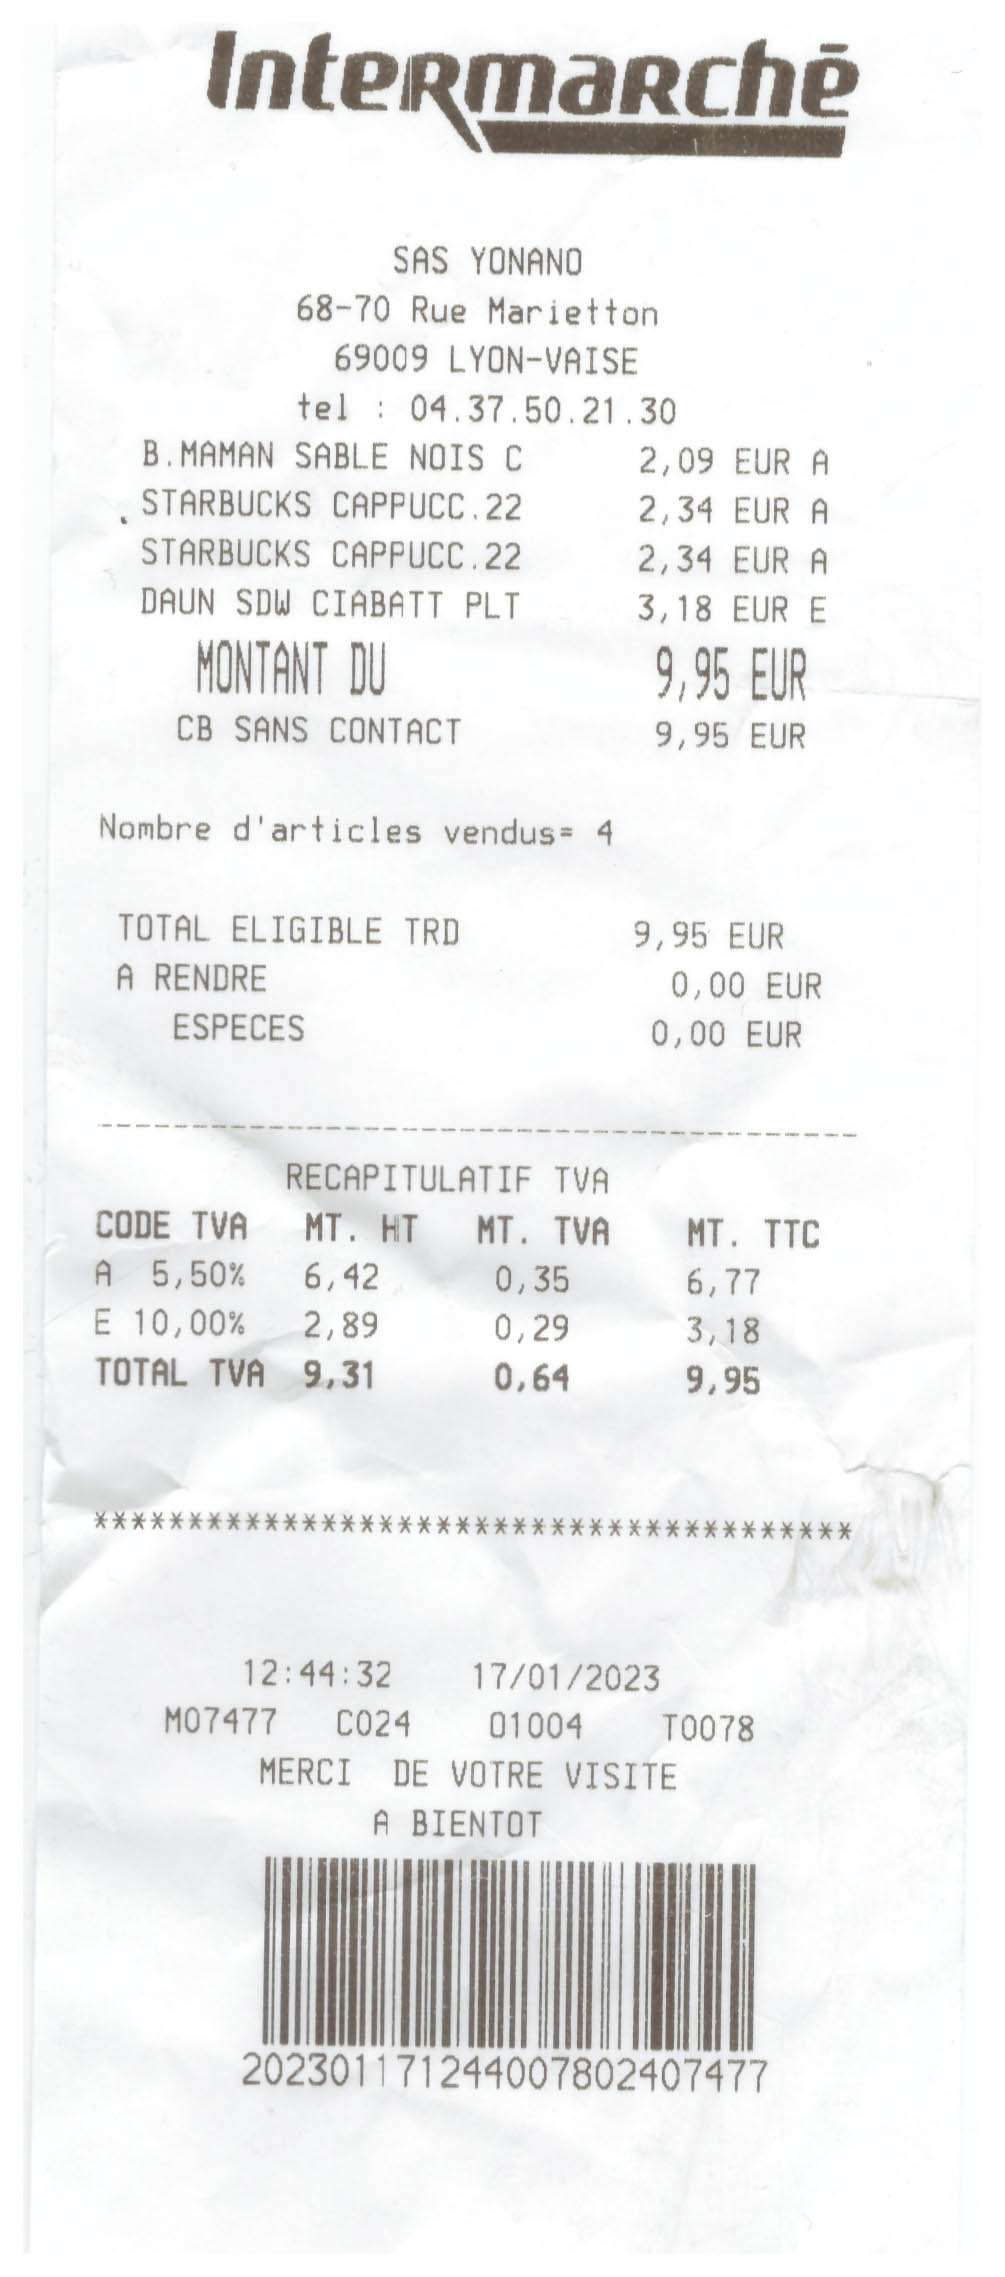 Intermarché
SAS YONANO
68-70 Rue Marietton
69009 LYON-VAISE
tel : 04.37.50.21.30
B.MAMAN SABLE NOIS C 2,09 EUR A
STARBUCKS CAPPUCC.22 2,34 EUR A
STARBUCKS CAPPUCC.22 2,34 EUR A
DAUN SDW CIABATT PLT 3,18 EUR E
MONTANT DU 9,95 EUR
CB SANS CONTACT 9,95 EUR
Nombre d'articles vendus= 4
TOTAL ELIGIBLE TRD 9,95 EUR
A RENDRE 0,00 EUR
ESPECES 0,00 EUR
----------------------------------------
RECAPITULATIF TVA
CODE TVA MT. HT MT. TVA MT. TTC
A 5,50% 6,42 0,35 6,77
E 10,00% 2,89 0,29 3,18
TOTAL TVA 9,31 0,64 9,95
****************************************
12:44:32 17/01/2023
M07477 C024 O1004 T0078
MERCI DE VOTRE VISITE
A BIENTOT
202301171244007802407477